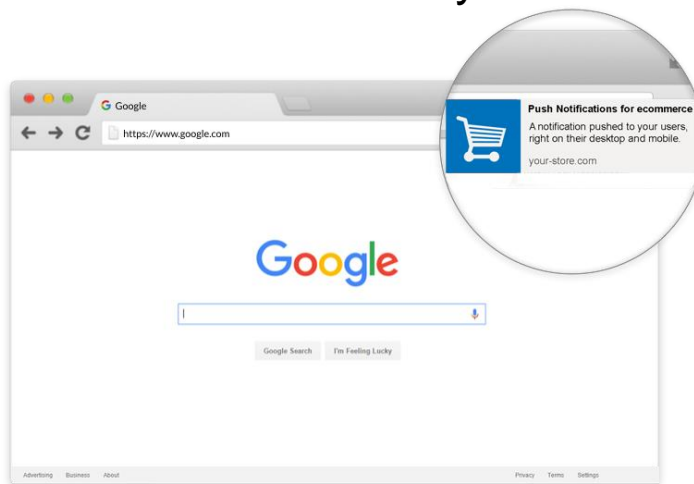 G Google
https://www.google.com
Push Notifications for ecommerce
A notification pushed to your users,
right on their desktop and mobile.
your-store.com
Google
Google Search I'm Feeling Lucky
Advertising Business About Privacy Terms Settings